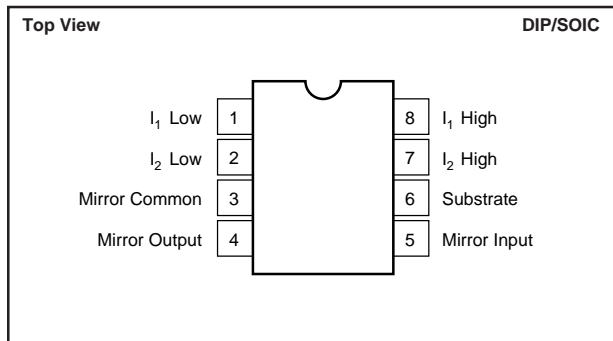 Top View DIP/SOIC
I1 Low 1 8 I1 High
I2 Low 2 7 I2 High
Mirror Common 3 6 Substrate
Mirror Output 4 5 Mirror Input